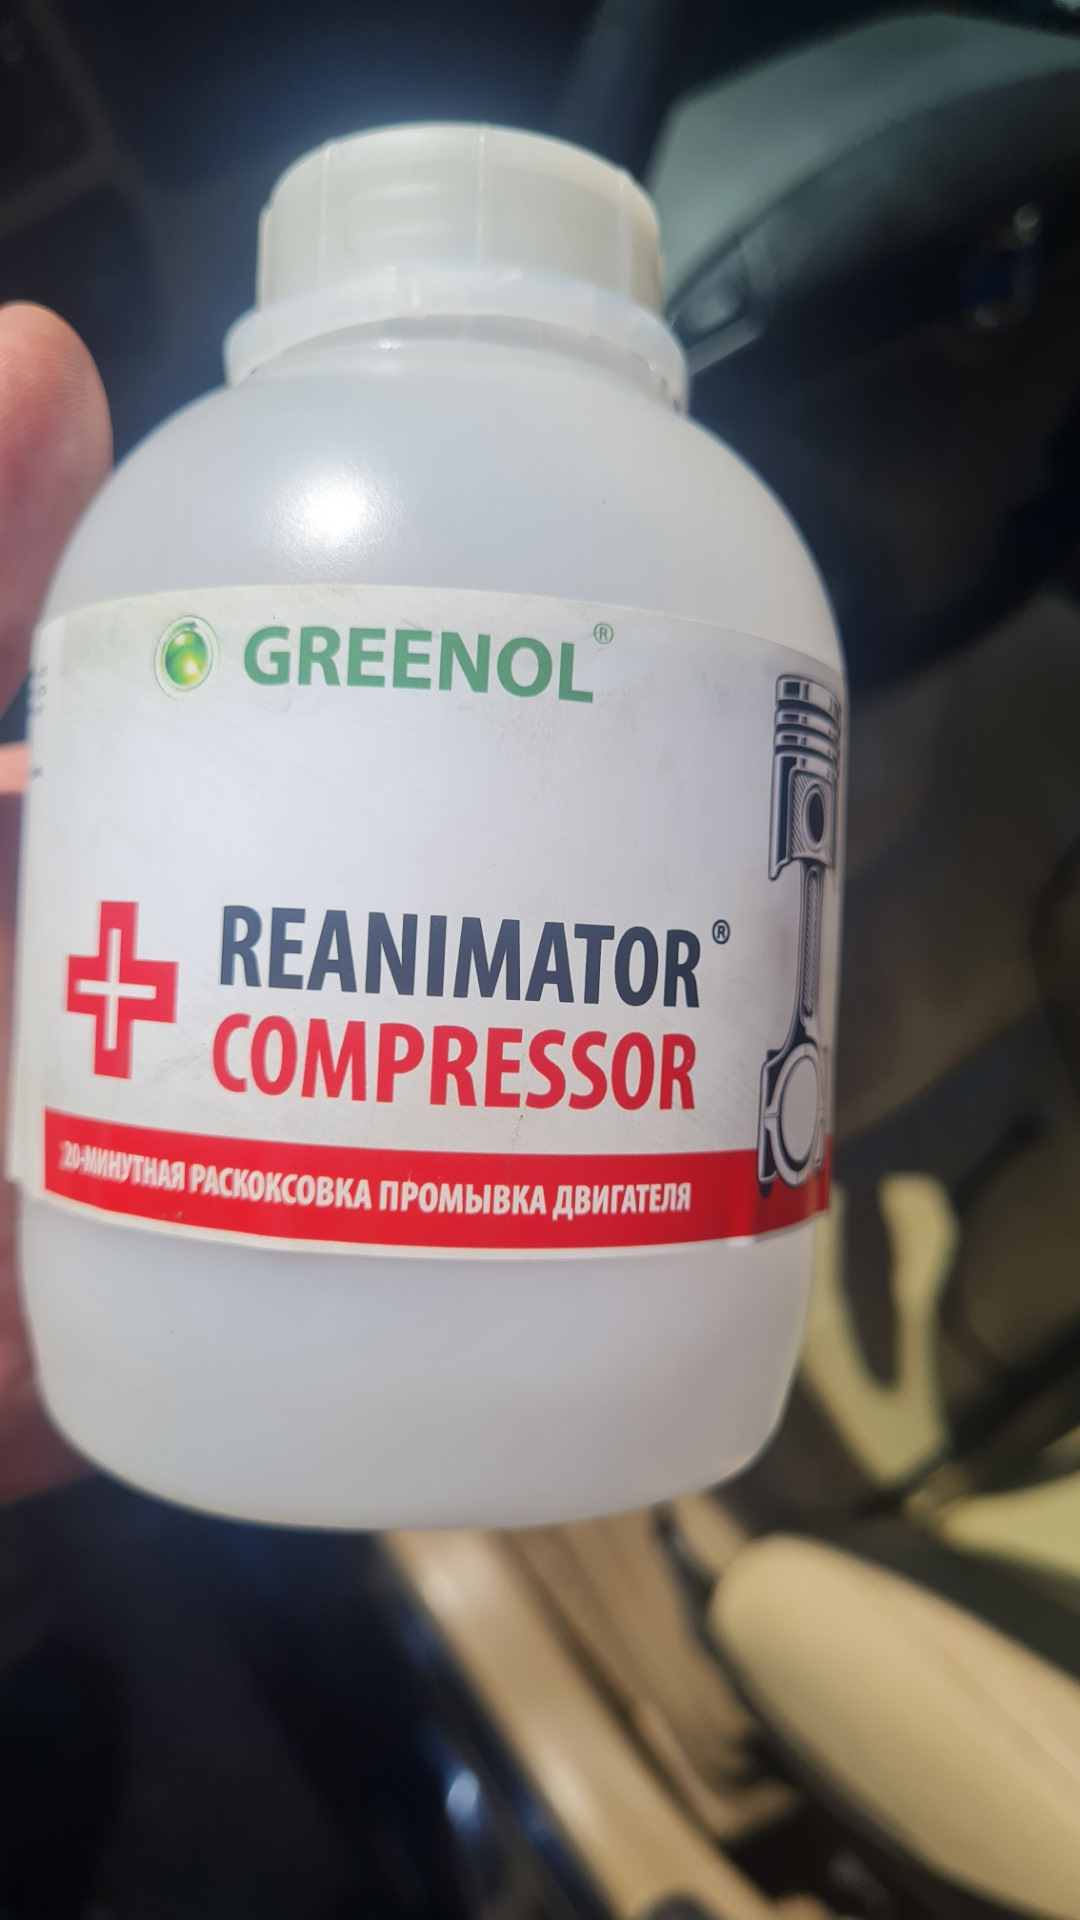 GREENOL®
REANIMATOR®
COMPRESSOR
20-МИНУТНАЯ РАСКОКСОВКА ПРОМЫВКА ДВИГАТЕЛЯ